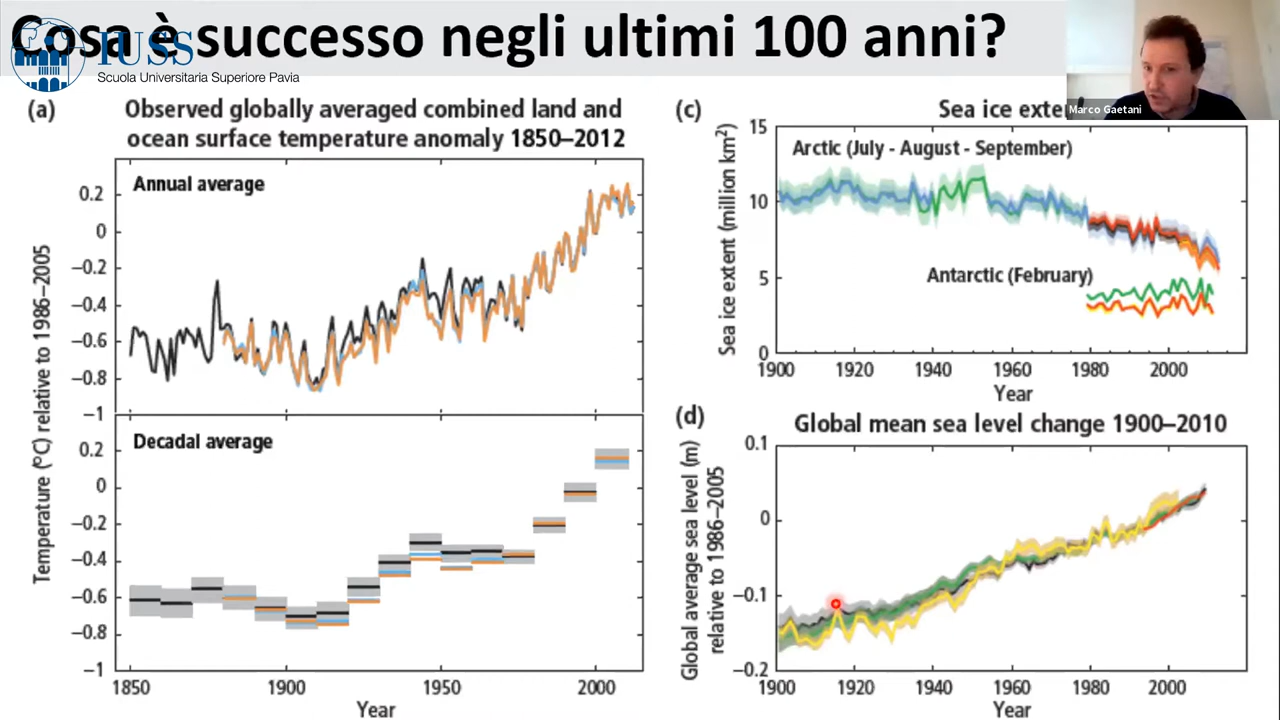 Cosa è successo negli ultimi 100 anni?
IUSS
Scuola Universitaria Superiore Pavia
Marco Gaetani
(a)
Observed globally averaged combined land and
ocean surface temperature anomaly 1850–2012
Annual average
0.2
0
−0.2
−0.4
−0.6
−0.8
−1
Decadal average
0.2
0
−0.2
−0.4
−0.6
−0.8
−1
Temperature (°C) relative to 1986–2005
1850
1900
1950
2000
Year
(c)
Sea ice exte
Arctic (July - August - September)
Antarctic (February)
Sea ice extent (million km²)
15
10
5
0
1900
1920
1940
1960
1980
2000
Year
(d)
Global mean sea level change 1900–2010
Global average sea level (m)
relative to 1986–2005
0.1
0
−0.1
−0.2
1900
1920
1940
1960
1980
2000
Year